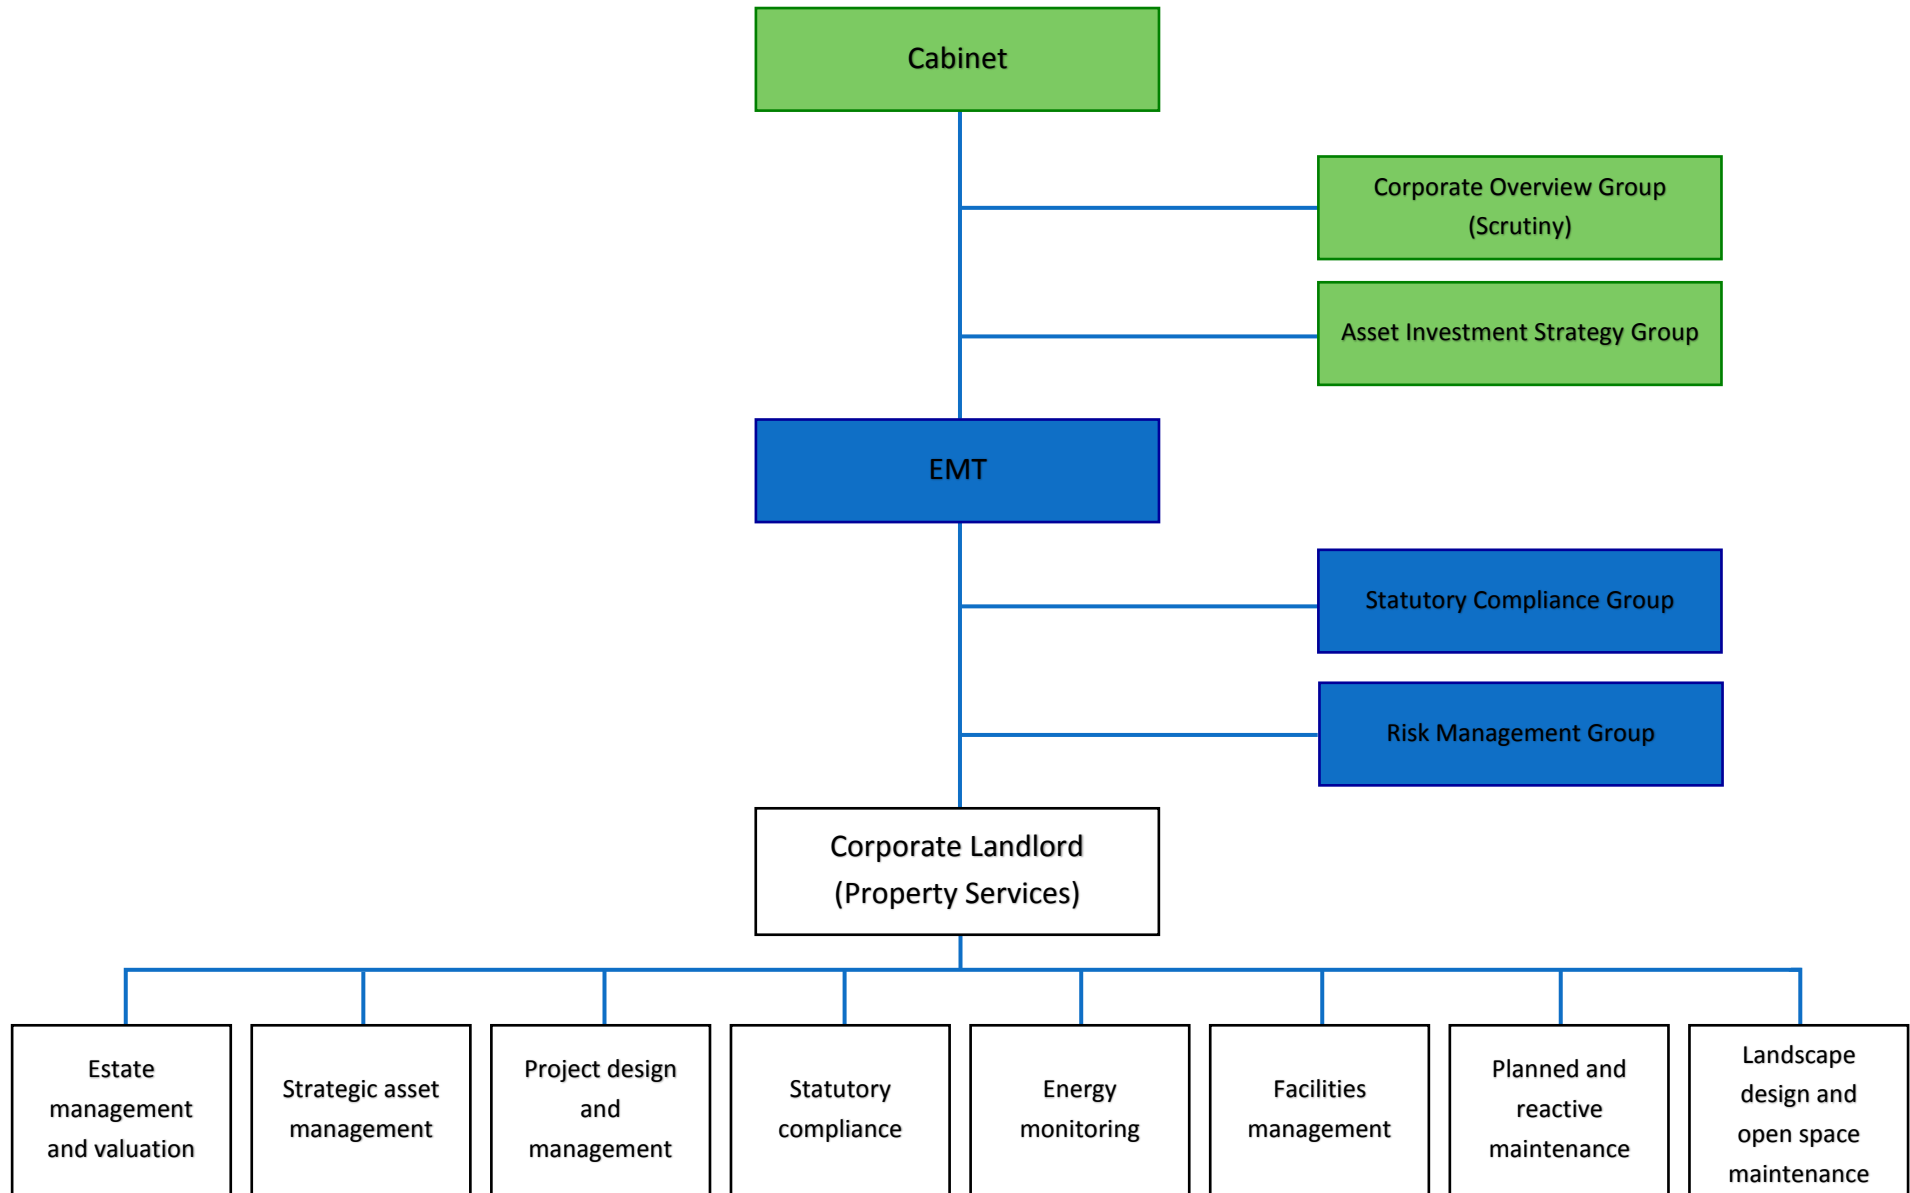 Cabinet
Corporate Overview Group
(Scrutiny)
Asset Investment Strategy Group
EMT
Statutory Compliance Group
Risk Management Group
Corporate Landlord
(Property Services)
Estate
management
and valuation
Strategic asset
management
Project design
and
management
Statutory
compliance
Energy
monitoring
Facilities
management
Planned and
reactive
maintenance
Landscape
design and
open space
maintenance